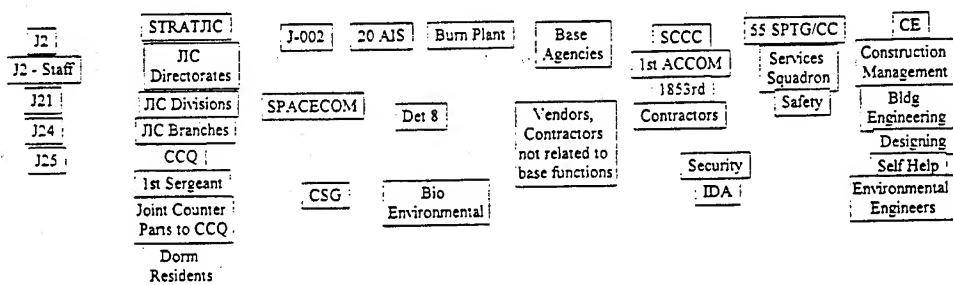 J2
J2 - Staff
J21
J24
J25
STRATJIC
JIC
Directorates
JIC Divisions
JIC Branches
CCQ
1st Sergeant
Joint Counter
Parts to CCQ
Dorm
Residents
J-002
SPACECOM
CSG
20 AIS
Det 8
Bio
Environmental
Burn Plant
Base
Agencies
Vendors,
Contractors
not related to
base functions
SCCC
1st ACCOM
1853rd
Contractors
Security
IDA
55 SPTG/CC
Services
Squadron
Safety
CE
Construction
Management
Bldg
Engineering
Designing
Self Help
Environmental
Engineers